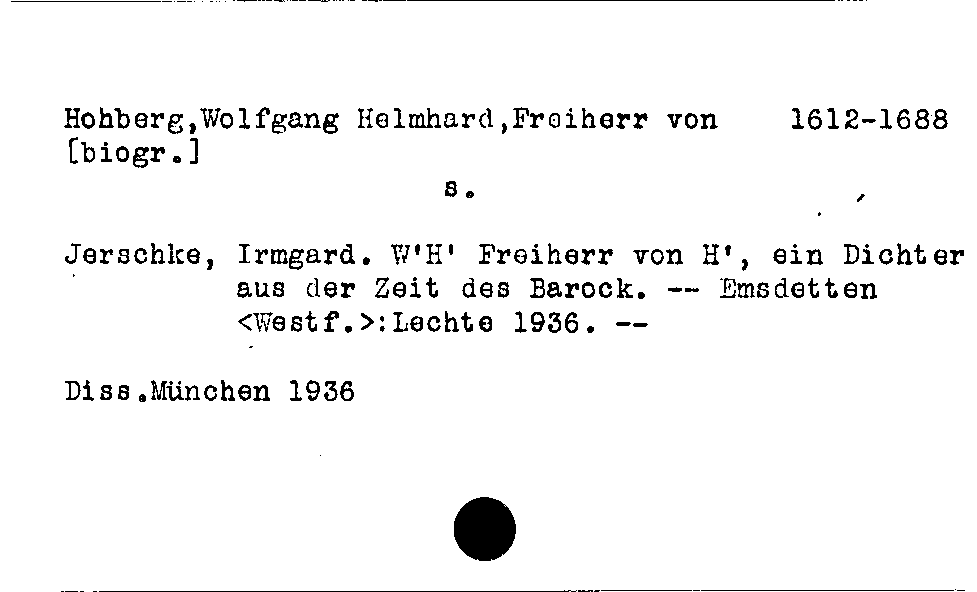 Hohberg,Wolfgang Helmhard,Freiherr von 1612-1688
[biogr.]
s.
Jerschke, Irmgard. W'H' Freiherr von H', ein Dichter
aus der Zeit des Barock. -- Emsdetten
<Westf.>:Lechte 1936. --
Diss.München 1936